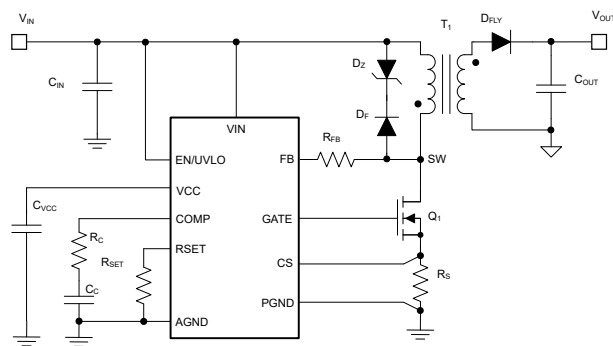 VIN
T1
DFLY
VOUT
CIN
DZ
COUT
DF
VIN
RFB
EN/UVLO
FB
SW
VCC
CVCC
COMP
GATE
Q1
RC
RSET
RSET
CS
RS
CC
PGND
AGND